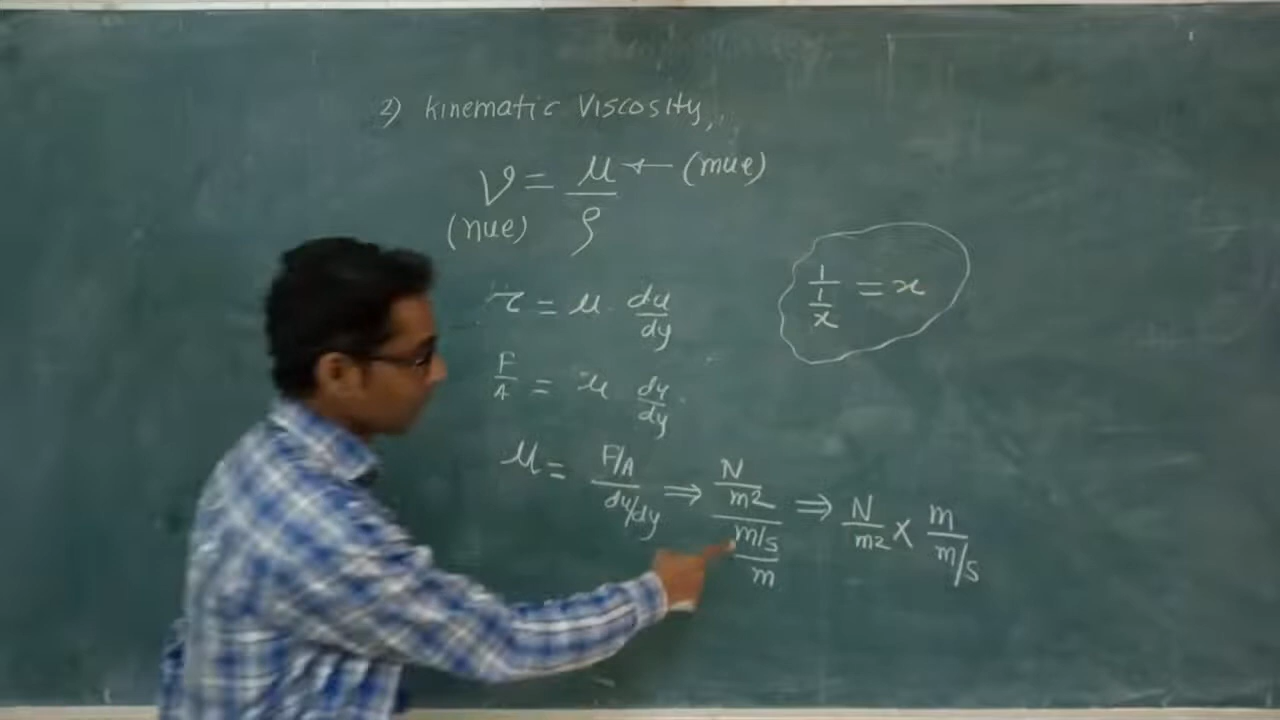 2) Kinematic Viscosity,
ν = μ/ρ ← (mue)
(nue)
1/(1/x) = x
τ = μ · du/dy
F/A = μ du/dy
μ = (F/A)/(du/dy) ⇒ (N/m2)/((m/s)/m) ⇒ N/m2 × m/(m/s)